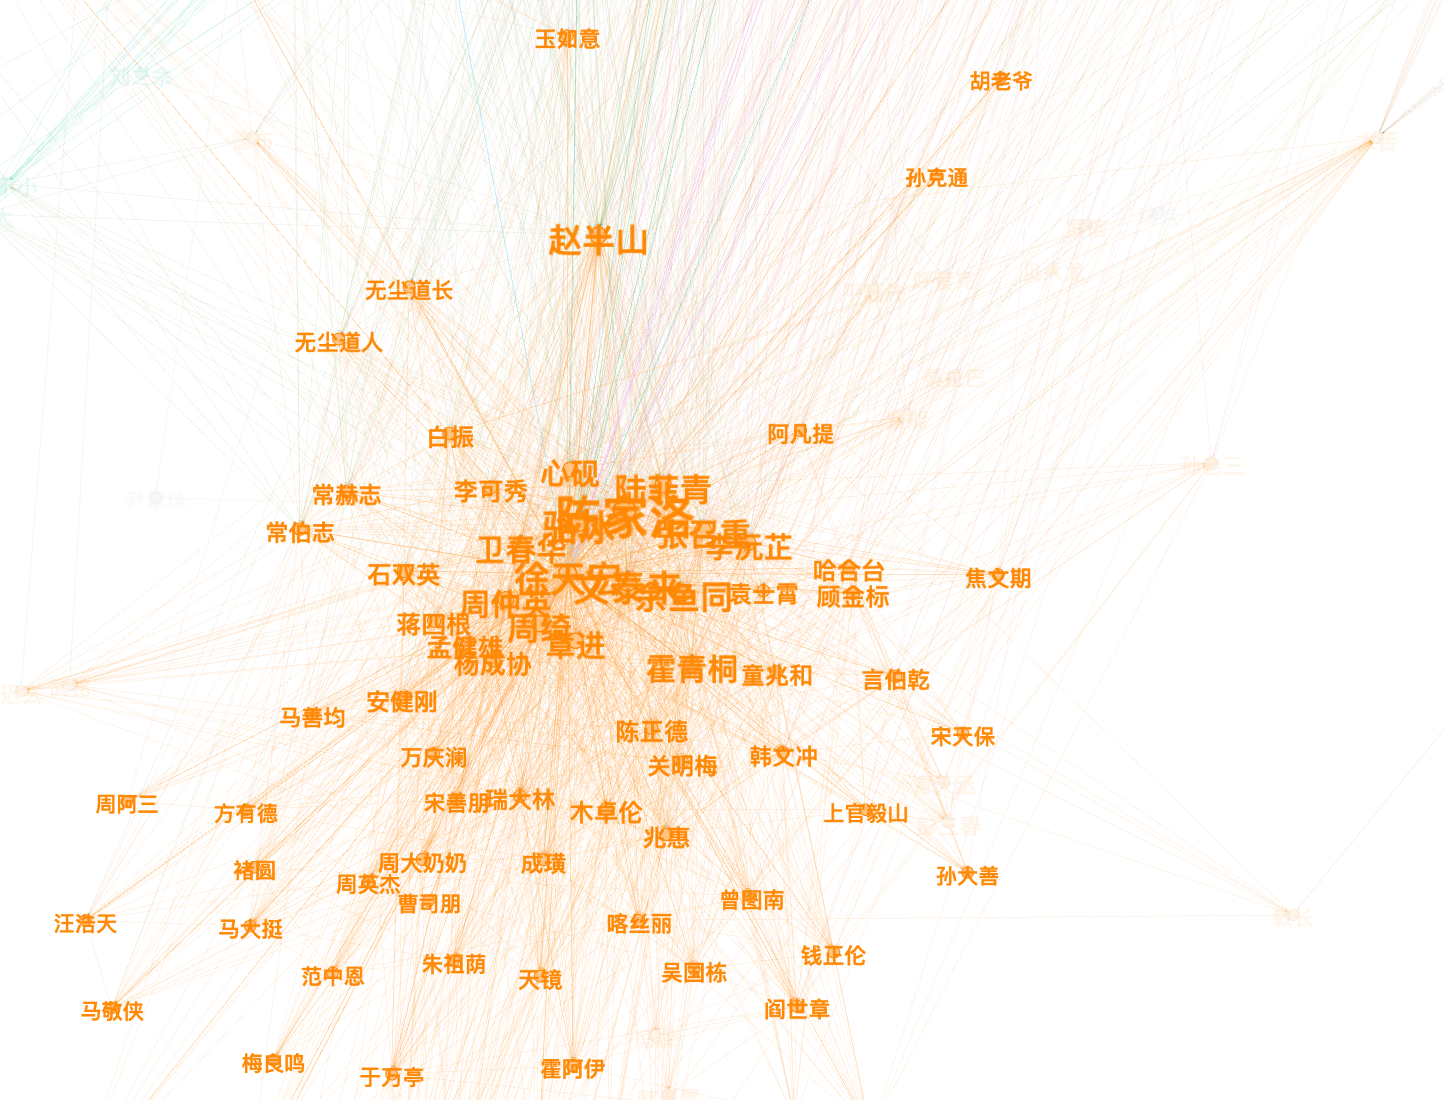 玉如意
胡老爷
孙克通
赵半山
无尘道长
无尘道人
白振
阿凡提
心砚
李可秀
陆菲青
常赫志
陈家洛
骆冰
常伯志
张召重
李沅芷
卫春华
石双英
徐天宏
哈合台
焦文期
文泰来
余鱼同
袁士霄
顾金标
周仲英
蒋四根
周绮
孟健雄
章进
杨成协
霍青桐
童兆和
言伯乾
安健刚
马善均
陈正德
宋天保
万庆澜
关明梅
韩文冲
周阿三
方有德
宋善朋
瑞大林
木卓伦
上官毅山
兆惠
褚圆
周大奶奶
成璜
孙大善
周英杰
曹司朋
曾图南
汪浩天
马大挺
喀丝丽
钱正伦
范中恩
朱祖荫
天镜
吴国栋
马敬侠
阎世章
梅良鸣
于万亭
霍阿伊